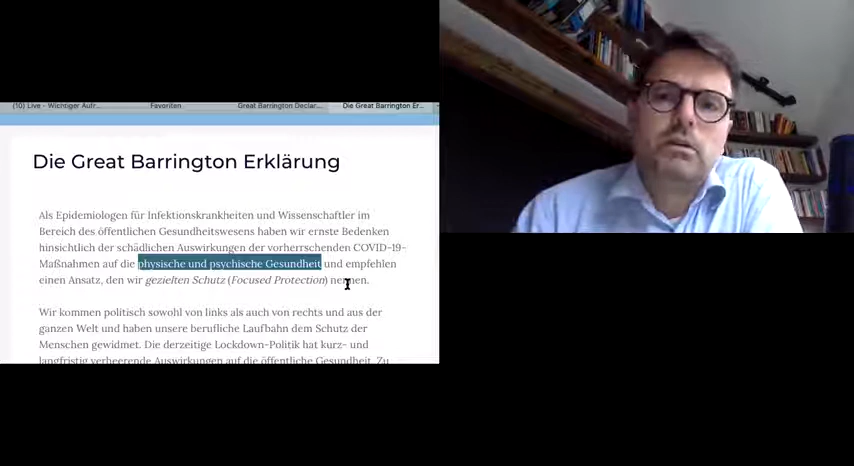 (10) Live - Wichtiger Aufr...
Favoriten
Great Barrington Declar...
Die Great Barrington Er...
Die Great Barrington Erklärung
Als Epidemiologen für Infektionskrankheiten und Wissenschaftler im
Bereich des öffentlichen Gesundheitswesens haben wir ernste Bedenken
hinsichtlich der schädlichen Auswirkungen der vorherrschenden COVID-19-
Maßnahmen auf die physische und psychische Gesundheit und empfehlen
einen Ansatz, den wir gezielten Schutz (Focused Protection) nennen.
Wir kommen politisch sowohl von links als auch von rechts und aus der
ganzen Welt und haben unsere berufliche Laufbahn dem Schutz der
Menschen gewidmet. Die derzeitige Lockdown-Politik hat kurz- und
langfristig verheerende Auswirkungen auf die öffentliche Gesundheit. Zu